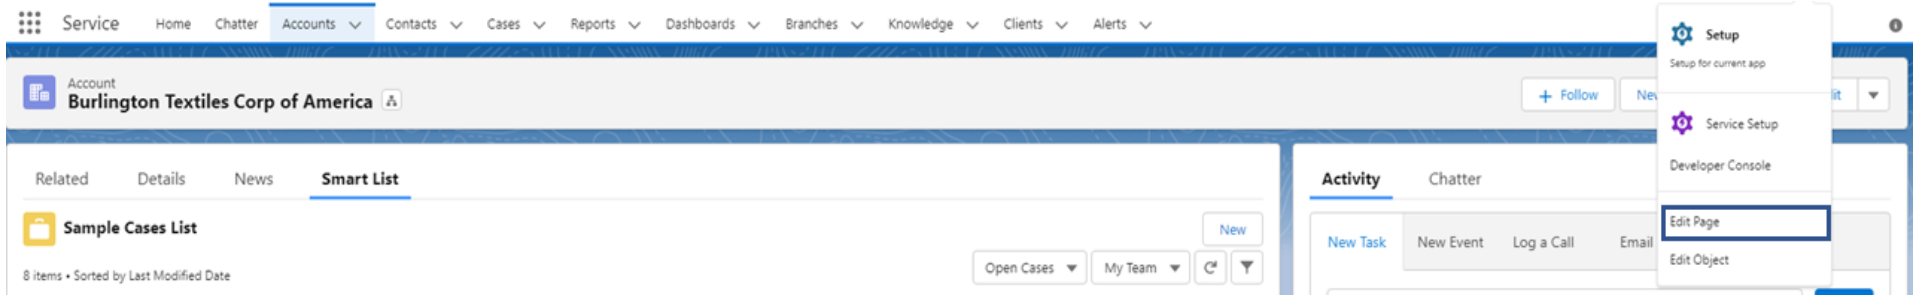 Service Home Chatter Accounts Contacts Cases Reports Dashboards Branches Knowledge Clients Alerts
Setup
Setup for current app
Account
Burlington Textiles Corp of America
+ Follow
Service Setup
Developer Console
Edit Page
Edit Object
Related Details News Smart List
Sample Cases List
New
8 items • Sorted by Last Modified Date
Open Cases My Team
Activity Chatter
New Task New Event Log a Call Email